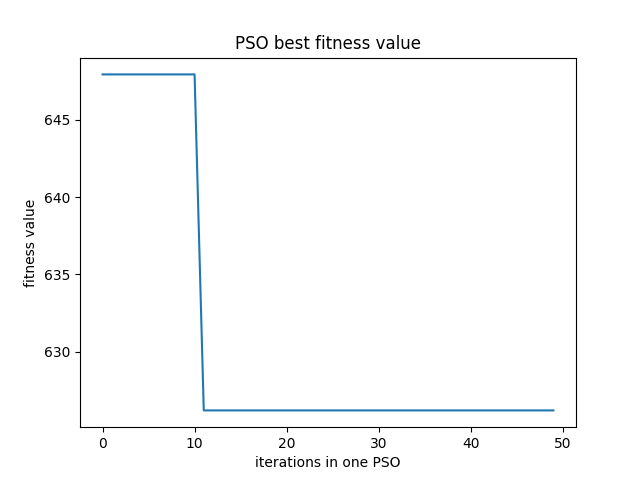 PSO best fitness value
645
640
635
630
fitness value
0 10 20 30 40 50
iterations in one PSO